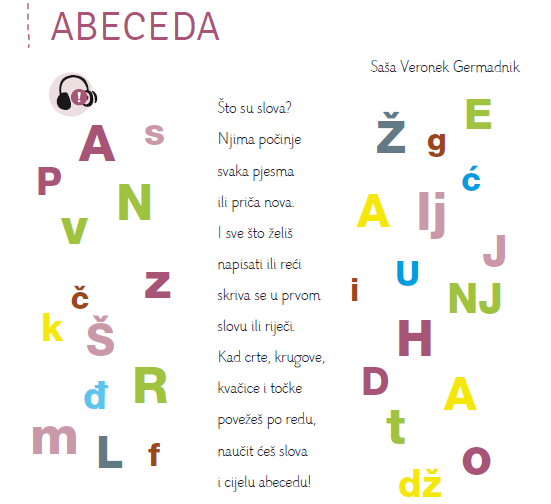 ABECEDA
Saša Veronek Germadnik
Što su slova?
Njima počinje
svaka pjesma
ili priča nova.
I sve što želiš
napisati ili reći
skriva se u prvom
slovu ili riječi.
Kad crte, krugove,
kvačice i točke
povežeš po redu,
naučit ćeš slova
i cijelu abecedu!
A
s
P
N
v
z
č
k
Š
đ
R
m
L
f
E
Ž
g
ć
A
lj
J
U
i
NJ
H
D
A
t
o
dž